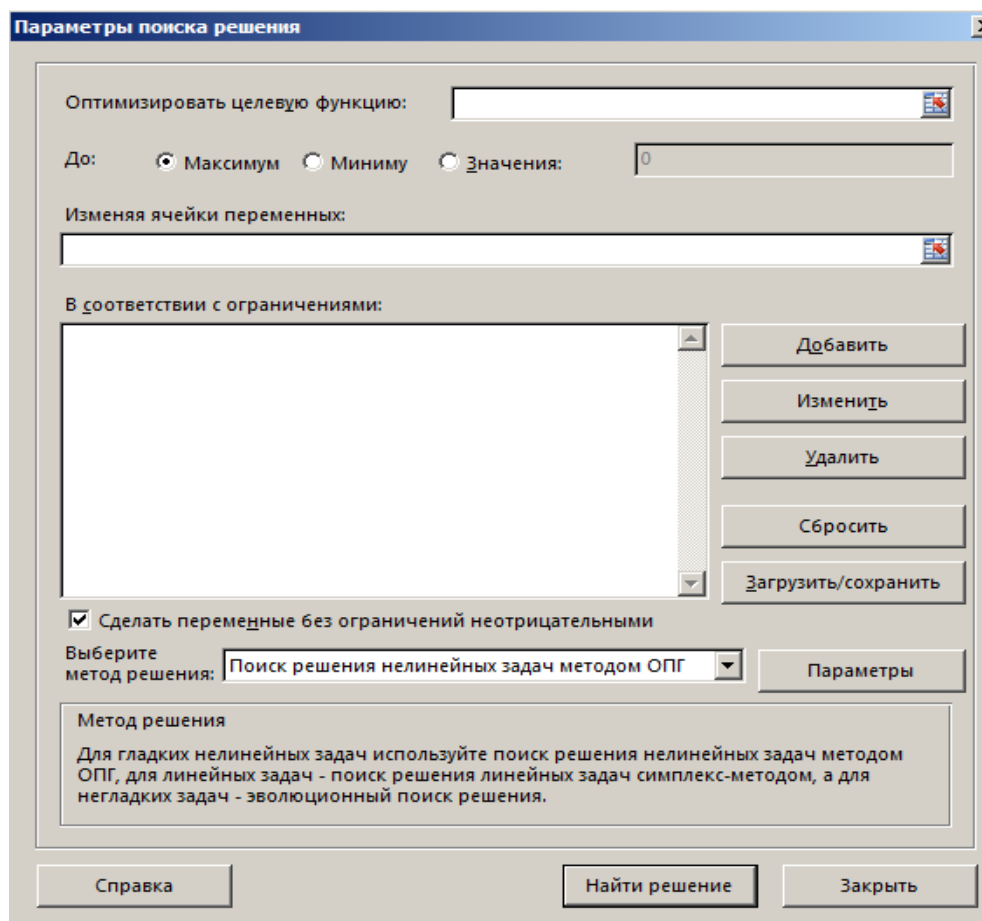 Параметры поиска решения
Оптимизировать целевую функцию:
До: Максимум Миниму Значения: 0
Изменяя ячейки переменных:
В соответствии с ограничениями:
Добавить
Изменить
Удалить
Сбросить
Загрузить/сохранить
Сделать переменные без ограничений неотрицательными
Выберите
метод решения: Поиск решения нелинейных задач методом ОПГ Параметры
Метод решения
Для гладких нелинейных задач используйте поиск решения нелинейных задач методом
ОПГ, для линейных задач - поиск решения линейных задач симплекс-методом, а для
негладких задач - эволюционный поиск решения.
Справка Найти решение Закрыть